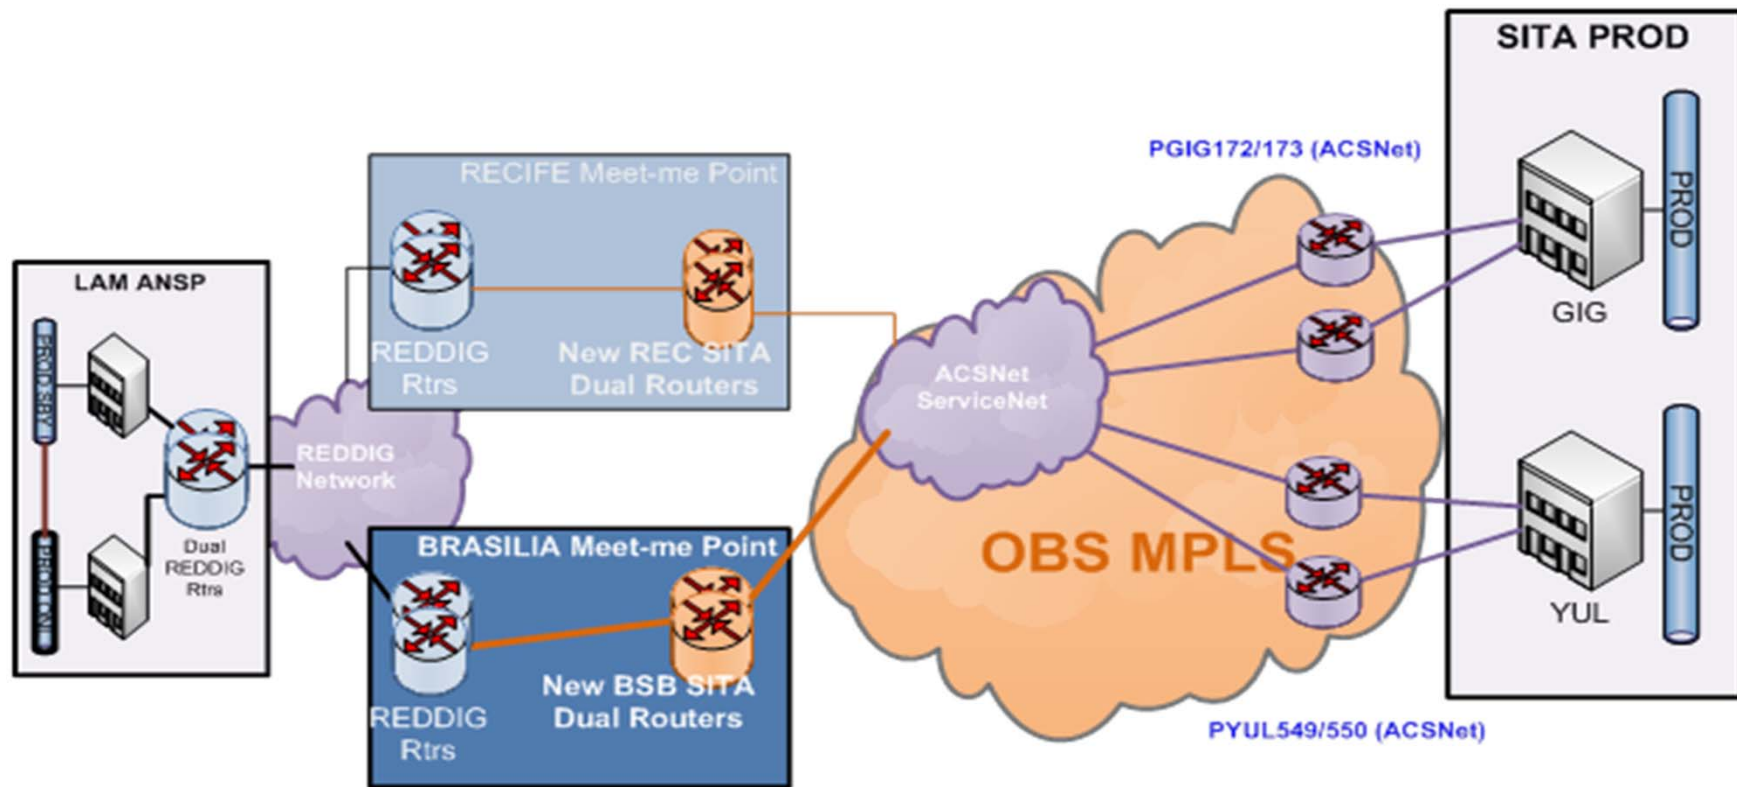 SITA PROD
PGIG172/173 (ACSNet)
PROD
GIG
RECIFE Meet-me Point
REDDIG
Rtrs
New REC SITA
Dual Routers
LAM ANSP
Dual
REDDIG
Rtrs
REDDIG
Network
ACSNet
ServiceNet
OBS MPLS
PROD
YUL
BRASILIA Meet-me Point
New BSB SITA
Dual Routers
REDDIG
Rtrs
PYUL549/550 (ACSNet)